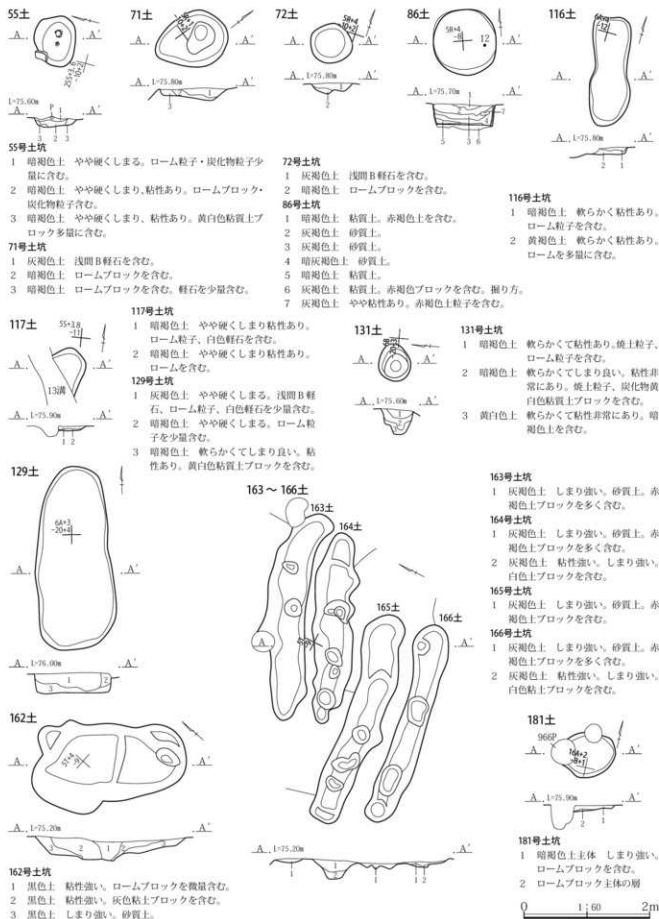 55土
71土
72土
86土
116土
A A′
L=75.60m
L=75.80m
L=75.80m
L=75.70m
L=75.80m
55号土坑
1 暗褐色土 やや硬くしまる。ローム粒子・炭化物粒子少
量に含む。
2 暗褐色土 やや硬くしまり、粘性あり。ロームブロック・
炭化物粒子含む。
3 暗褐色土 やや硬くしまり、粘性あり。黄白色粘質土ブ
ロック多量に含む。
71号土坑
1 灰褐色土 浅間B軽石を含む。
2 暗褐色土 ロームブロックを含む。
3 暗褐色土 ロームブロックを含む。軽石を少量含む。
72号土坑
1 灰褐色土 浅間B軽石を含む。
2 暗褐色土 ロームブロックを含む。
86号土坑
1 暗褐色土 粘質土。赤褐色土を含む。
2 灰褐色土 砂質土。
3 灰褐色土 砂質土。
4 暗灰褐色土 砂質土。
5 暗褐色土 粘質土。
6 灰褐色土 粘質土。赤褐色ブロックを含む。掘り方。
7 灰褐色土 やや粘性あり。赤褐色土粒子を含む。
116号土坑
1 暗褐色土 軟らかく粘性あり。
ローム粒子を含む。
2 黄褐色土 軟らかく粘性あり。
ロームを多量に含む。
117土
5S+3.8
-11
13溝
A A′
L=75.90m
117号土坑
1 暗褐色土 やや硬くしまり粘性あり。
ローム粒子、白色軽石を含む。
2 暗褐色土 やや硬くしまり粘性あり。
ロームを含む。
129号土坑
1 灰褐色土 やや硬くしまる。浅間B軽
石、ローム粒子、白色軽石を少量含む。
2 暗褐色土 やや硬くしまる。ローム粒
子を少量含む。
3 暗褐色土 軟らかくてしまり良い。粘
性あり。黄白色粘質土ブロックを含む。
131土
A A′
L=75.60m
131号土坑
1 暗褐色土 軟らかくて粘性あり。焼土粒子、
ローム粒子を含む。
2 暗褐色土 軟らかくてしまり良い。粘性非
常にあり。焼土粒子、炭化物黄
白色粘質土ブロックを含む。
3 黄白色土 軟らかくて粘性非常にあり。暗
褐色土を含む。
129土
6A+3
-20+4
A A′
L=76.00m
163～166土
163土
164土
165土
166土
A A′
L=75.20m
163号土坑
1 灰褐色土 しまり強い。砂質土。赤
褐色土ブロックを多く含む。
164号土坑
1 灰褐色土 しまり強い。砂質土。赤
褐色土ブロックを多く含む。
2 灰褐色土 粘性強い。しまり強い。
白色土ブロックを含む。
165号土坑
1 灰褐色土 しまり強い。砂質土。赤
褐色土ブロックを含む。
166号土坑
1 灰褐色土 しまり強い。砂質土。赤
褐色土ブロックを多く含む。
2 灰褐色土 粘性強い。しまり強い。
白色粘土ブロックを含む。
162土
A A′
L=75.20m
162号土坑
1 黒色土 粘性強い。ロームブロックを微量含む。
2 黒色土 粘性強い。灰色粘土ブロックを含む。
3 黒色土 しまり強い。砂質土。
181土
966P
A A′
L=75.90m
181号土坑
1 暗褐色土主体 しまり強い。
ロームブロックを含む。
2 ロームブロック主体の層
0 1:60 2m